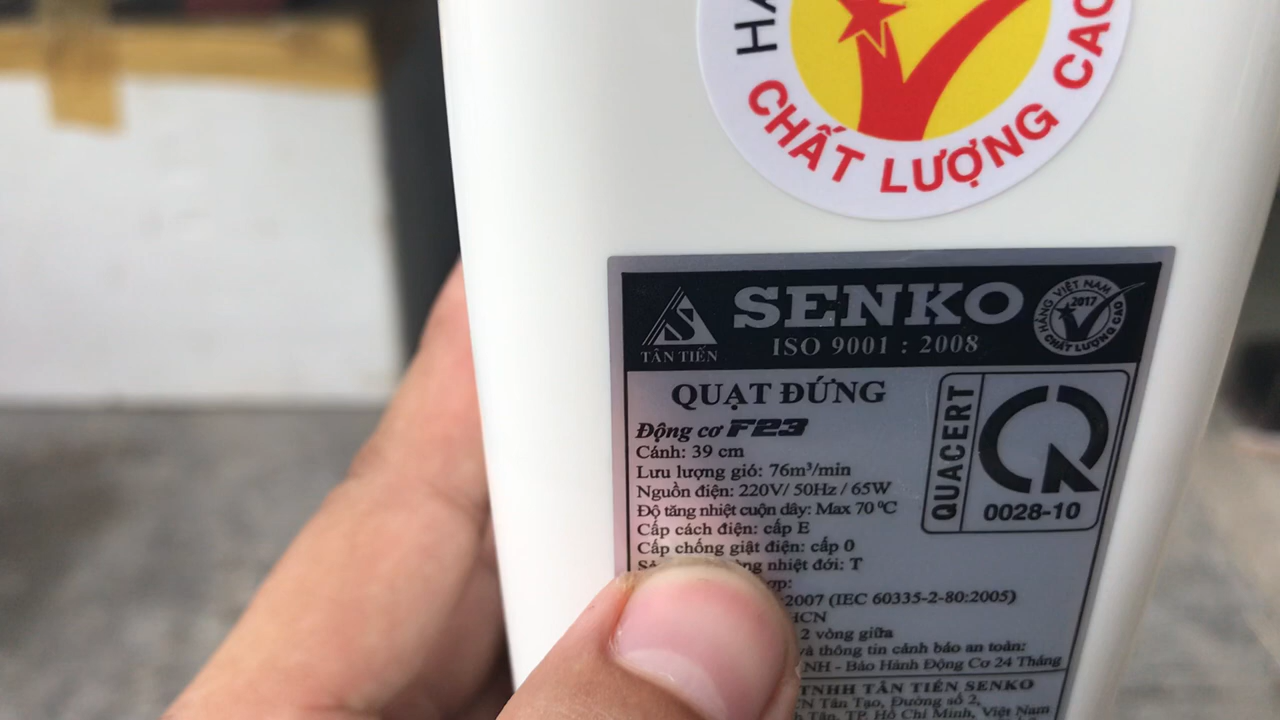 HA
CHẤT LƯỢNG CAO
TÂN TIẾN
SENKO
ISO 9001 : 2008
HÀNG VIỆT NAM
2017
CHẤT LƯỢNG CAO
QUẠT ĐỨNG
Động cơ F23
Cánh: 39 cm
Lưu lượng gió: 76m³/min
Nguồn điện: 220V/ 50Hz / 65W
Độ tăng nhiệt cuộn dây: Max 70 ⁰C
Cấp cách điện: cấp E
Cấp chống giật điện: cấp 0
nhiệt đới: T
QUACERT
0028-10
:2007 (IEC 60335-2-80:2005)
2 vòng giữa
và thông tin cảnh báo an toàn:
- Bảo Hành Động Cơ 24 Tháng
TNHH TÂN TIẾN SENKO
Tân Tạo, Đường số 2,
Tân, TP. Hồ Chí Minh, Việt Nam